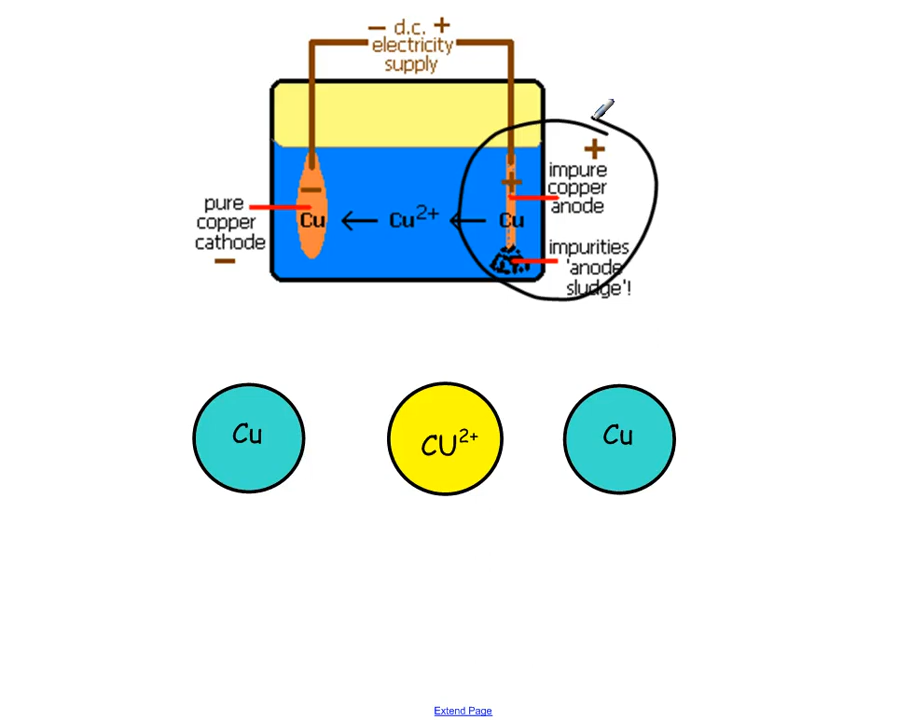 − d.c. +
electricity
supply
+
impure
copper
anode
+
pure
copper
cathode
−
−
Cu
Cu2+
Cu
impurities
'anode
sludge'!
Cu
CU2+
Cu
Extend Page